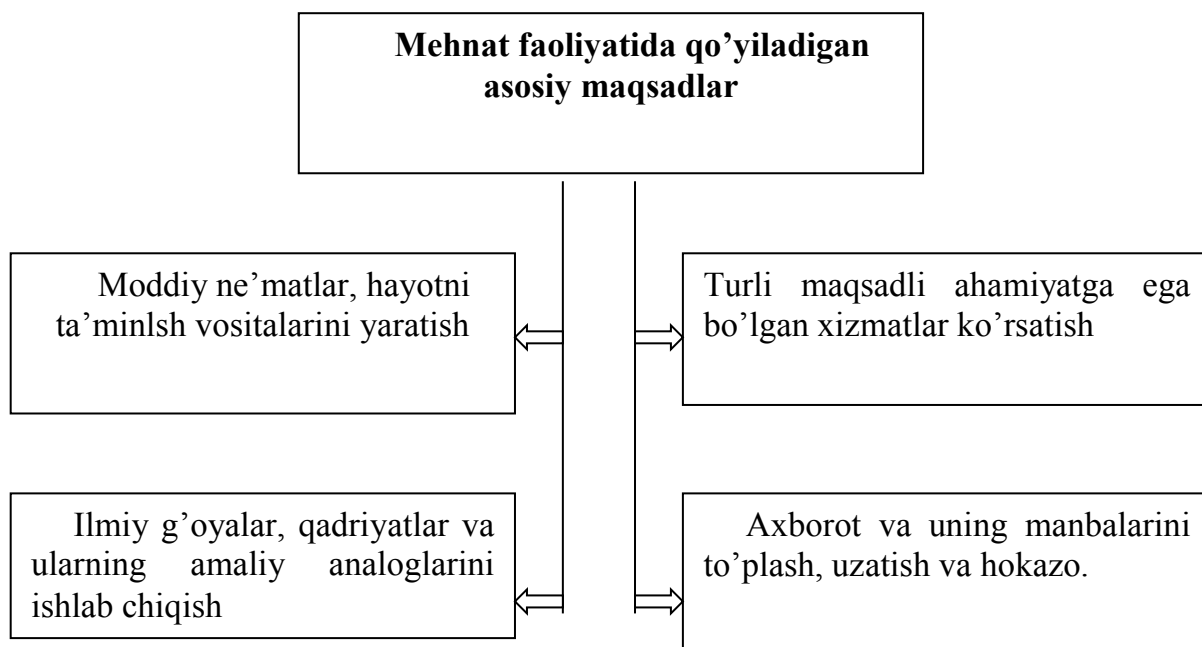 Mehnat faoliyatida qo’yiladigan
asosiy maqsadlar
Moddiy ne’matlar, hayotni
ta’minlsh vositalarini yaratish
Turli maqsadli ahamiyatga ega
bo’lgan xizmatlar ko’rsatish
Ilmiy g’oyalar, qadriyatlar va
ularning amaliy analoglarini
ishlab chiqish
Axborot va uning manbalarini
to’plash, uzatish va hokazo.